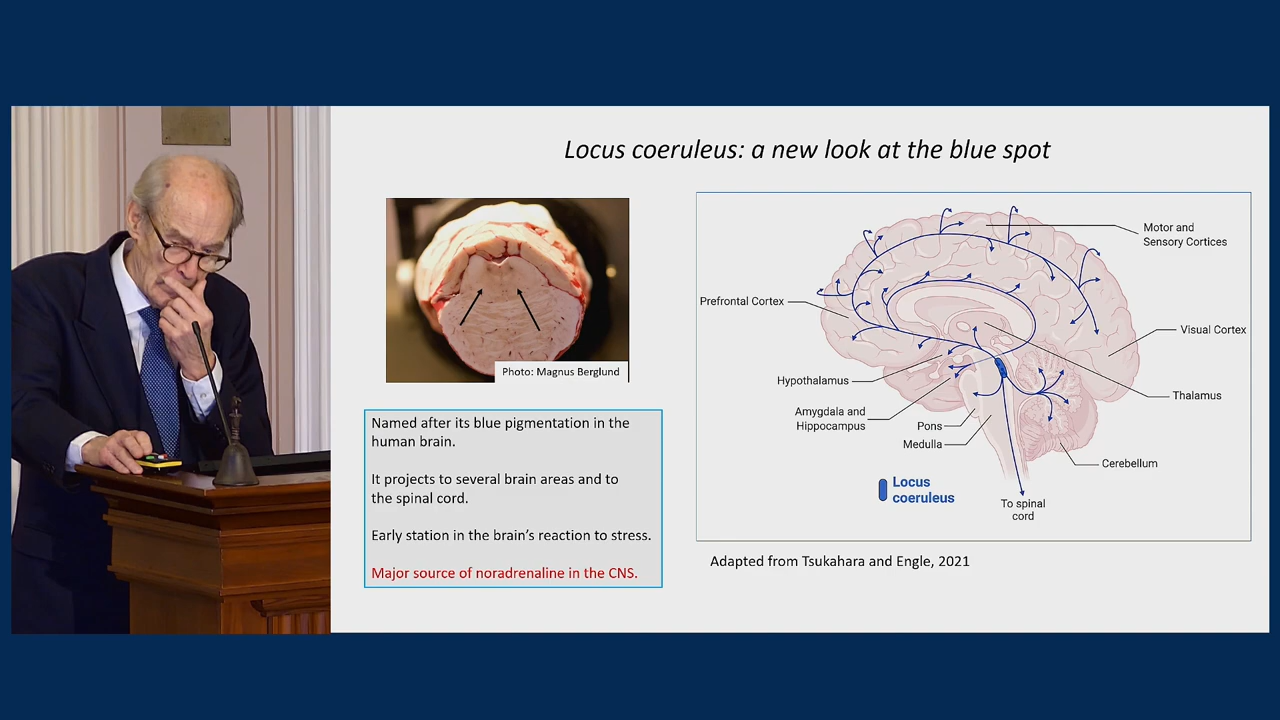 Locus coeruleus: a new look at the blue spot
Photo: Magnus Berglund
Named after its blue pigmentation in the
human brain.
It projects to several brain areas and to
the spinal cord.
Early station in the brain’s reaction to stress.
Major source of noradrenaline in the CNS.
Motor and
Sensory Cortices
Prefrontal Cortex
Visual Cortex
Hypothalamus
Thalamus
Amygdala and
Hippocampus
Pons
Medulla
Cerebellum
Locus
coeruleus
To spinal
cord
Adapted from Tsukahara and Engle, 2021